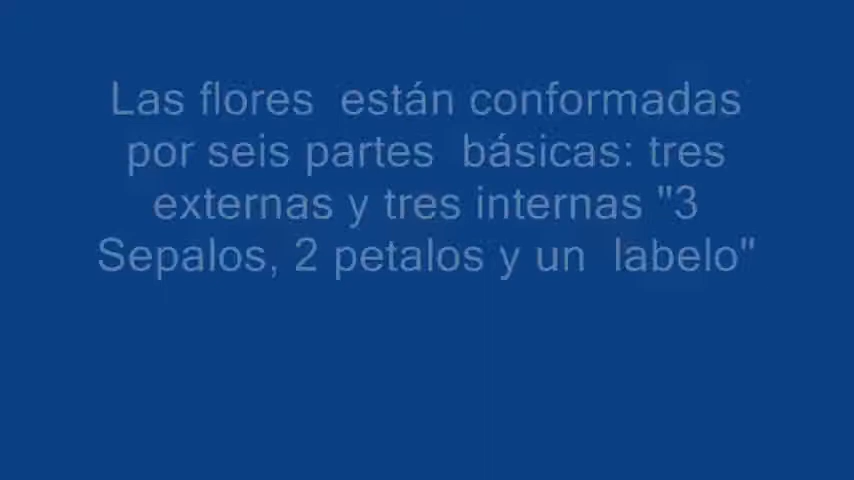 Las flores están conformadas
por seis partes básicas: tres
externas y tres internas "3
Sepalos, 2 petalos y un labelo"